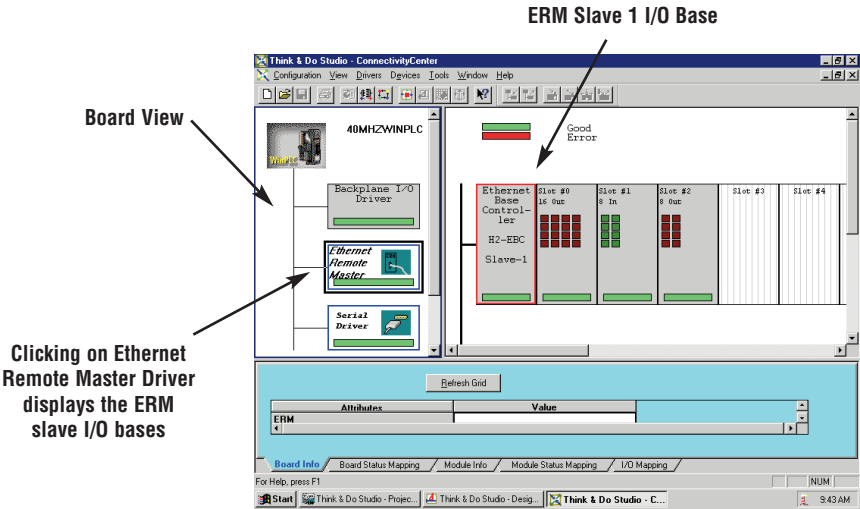 ERM Slave 1 I/O Base
Think & Do Studio - ConnectivityCenter
Configuration View Drivers Devices Tools Window Help
Board View
40MHZWINPLC
WinPLC
Good
Error
Backplane I/O
Driver
Ethernet
Base
Control-
ler
H2-EBC
Slave-1
Slot #0
16 Out
Slot #1
8 In
Slot #2
8 Out
Slot #3
Slot #4
Ethernet
Remote
Master
Serial
Driver
Clicking on Ethernet
Remote Master Driver
displays the ERM
slave I/O bases
Refresh Grid
Attributes Value
ERM
Board Info Board Status Mapping Module Info Module Status Mapping I/O Mapping
For Help, press F1
NUM
Start Think & Do Studio - Projec... Think & Do Studio - Desig... Think & Do Studio - C... 9:43 AM